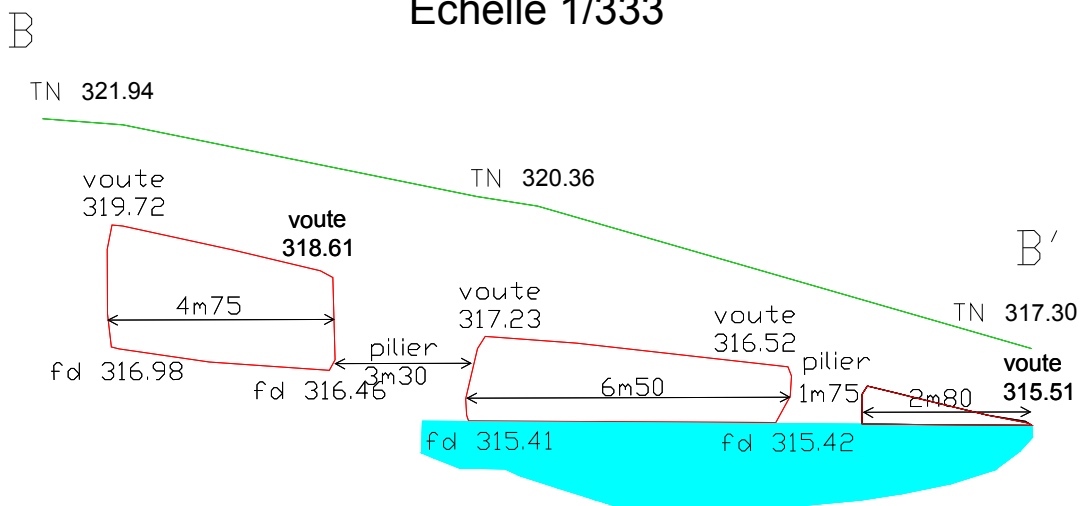 Echelle 1/333
B
TN 321.94
voute
319.72
voute
318.61
TN 320.36
B'
4m75
voute
317.23
voute
316.52
TN 317.30
fd 316.98
pilier
3m30
fd 316.46
6m50
pilier
1m75
2m80
voute
315.51
fd 315.41
fd 315.42